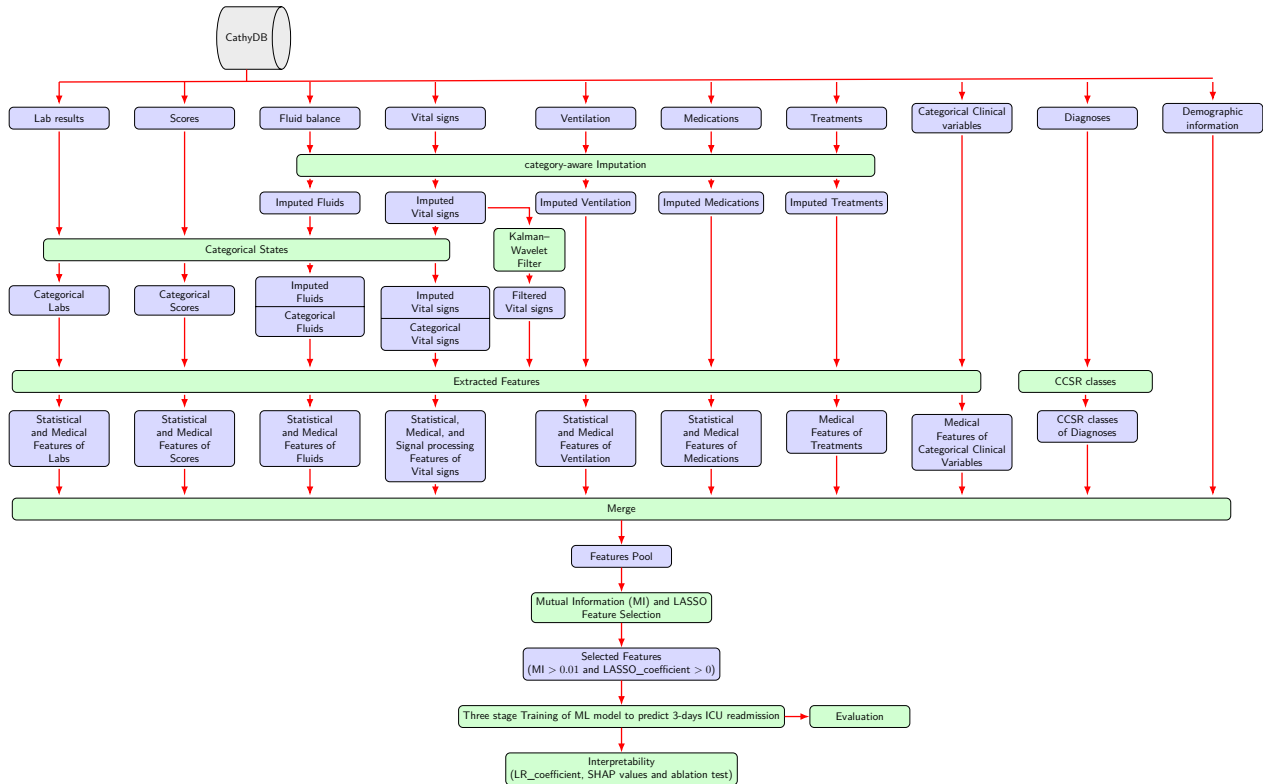 CathyDB
Lab results
Scores
Fluid balance
Vital signs
Ventilation
Medications
Treatments
Categorical Clinical
variables
Diagnoses
Demographic
information
category-aware Imputation
Imputed Fluids
Imputed
Vital signs
Imputed Ventilation
Imputed Medications
Imputed Treatments
Categorical States
Kalman–
Wavelet
Filter
Categorical
Labs
Categorical
Scores
Imputed
Fluids
Categorical
Fluids
Imputed
Vital signs
Categorical
Vital signs
Filtered
Vital signs
Extracted Features
CCSR classes
Statistical
and Medical
Features of
Labs
Statistical
and Medical
Features of
Scores
Statistical
and Medical
Features of
Fluids
Statistical,
Medical, and
Signal processing
Features of
Vital signs
Statistical
and Medical
Features of
Ventilation
Statistical
and Medical
Features of
Medications
Medical
Features of
Treatments
Medical
Features of
Categorical Clinical
Variables
CCSR classes
of Diagnoses
Merge
Features Pool
Mutual Information (MI) and LASSO
Feature Selection
Selected Features
(MI > 0.01 and LASSO_coefficient > 0)
Three stage Training of ML model to predict 3-days ICU readmission
Evaluation
Interpretability
(LR_coefficient, SHAP values and ablation test)